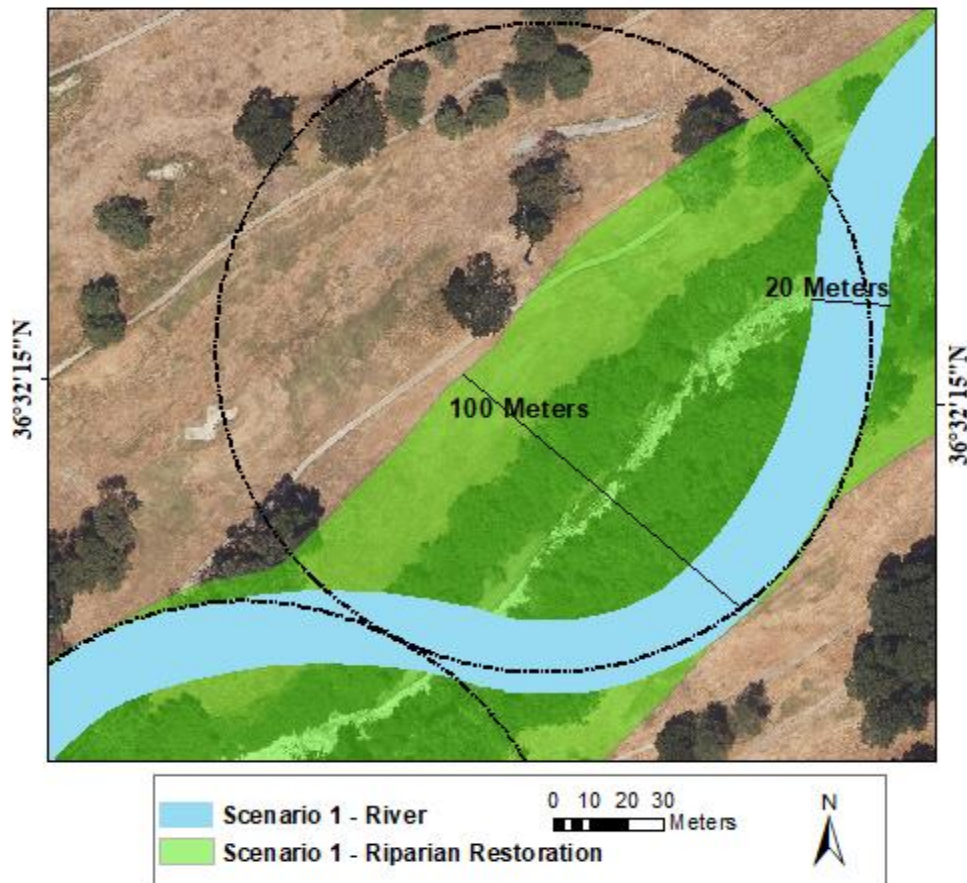 20 Meters
36°32'15"N
100 Meters
36°32'15"N
Scenario 1 - River
0 10 20 30
Meters
N
Scenario 1 - Riparian Restoration